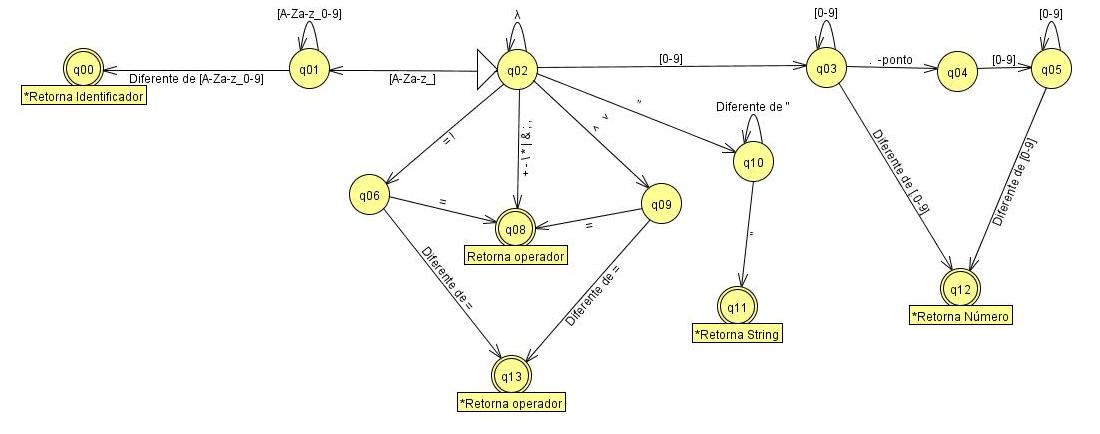 [A-Za-z_0-9]
λ
[0-9]
[0-9]
q00
Diferente de [A-Za-z_0-9]
q01
[A-Za-z_]
q02
[0-9]
q03
. -ponto
q04
[0-9]
q05
*Retorna Identificador
= !
+ - \ * | & ; ,
< >
"
Diferente de "
q10
Diferente de [.0-9]
Diferente de [0-9]
q06
=
q08
=
q09
Retorna operador
"
Diferente de =
Diferente de =
q11
*Retorna String
q12
*Retorna Número
q13
*Retorna operador